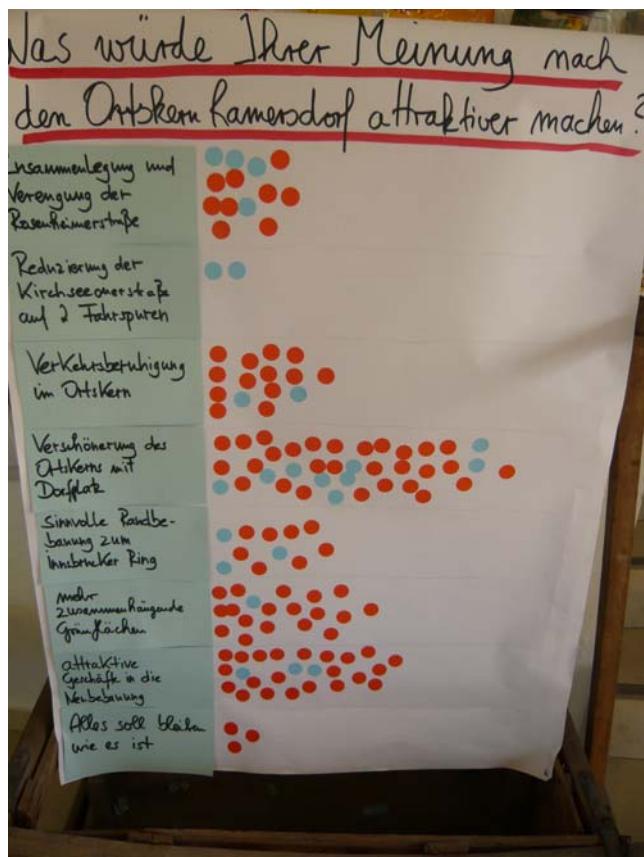 Was würde Ihrer Meinung nach
den Ortskern Ramersdorf attraktiver machen?
Zusammenlegung und
Verengung der
Rosenheimerstraße
Reduzierung der
Kirchseeonerstraße
auf 2 Fahrspuren
Verkehrsberuhigung
im Ortskern
Verschönerung des
Ortskerns mit
Dorfplatz
sinnvolle Randbe-
bauung zum
Innsbrucker Ring
mehr
zusammenhängende
Grünflächen
attraktive
Geschäfte in die
Neubebauung
Alles soll bleiben
wie es ist